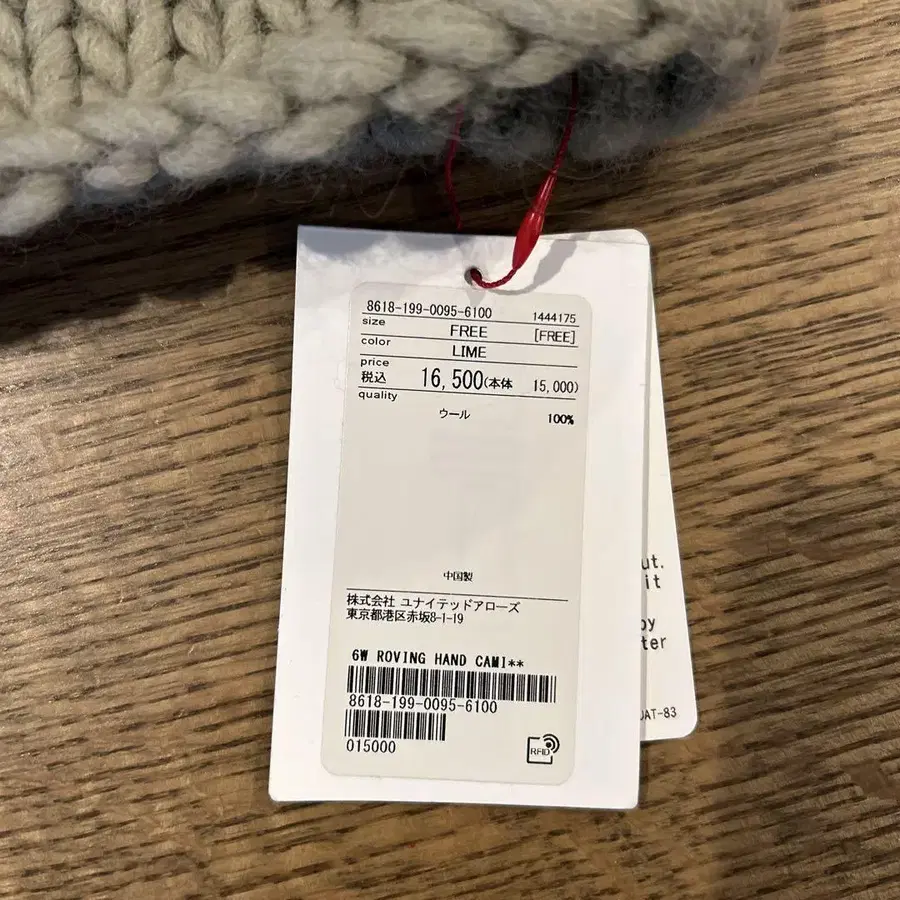 8618-199-0095-6100 1444175
size FREE [FREE]
color LIME
price
税込 16,500(本体 15,000)
quality
ウール 100%
中国製
株式会社 ユナイテッドアローズ
東京都港区赤坂8-1-19
6W ROVING HAND CAMI**
8618-199-0095-6100
015000
RFID
ut.
it
by
ter
JAT-83